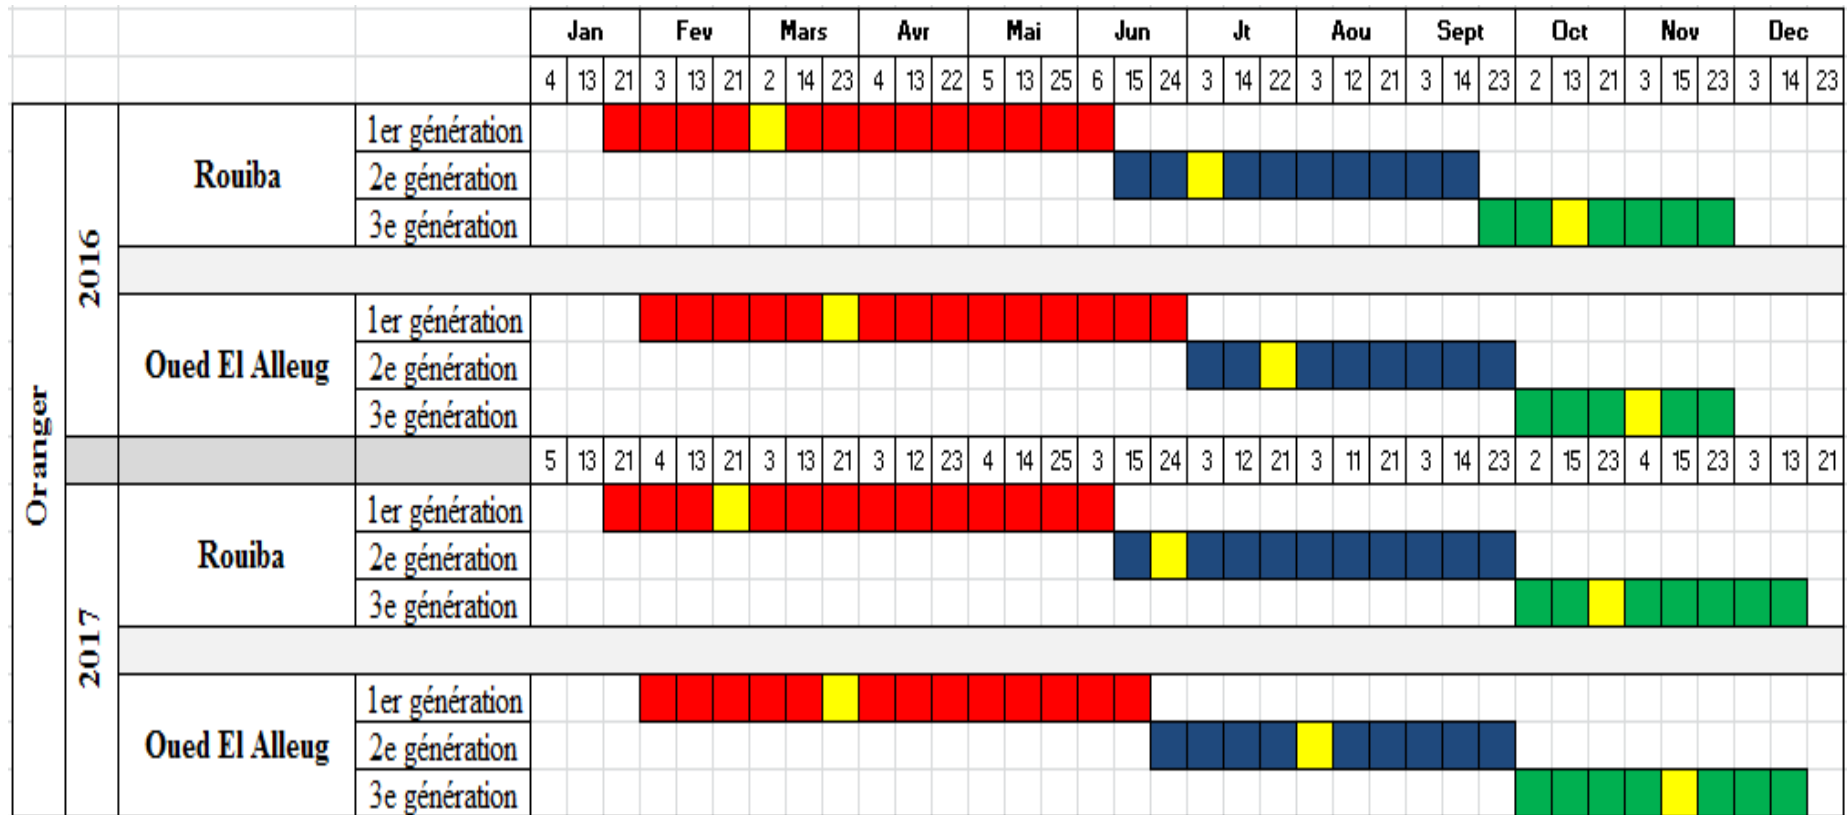 Jan Fev Mars Avr Mai Jun Jt Aou Sept Oct Nov Dec
4 13 21 3 13 21 2 14 23 4 13 22 5 13 25 6 15 24 3 14 22 3 12 21 3 14 23 2 13 21 3 15 23 3 14 23
Oranger
2016
Rouiba
1er génération
2e génération
3e génération
Oued El Alleug
1er génération
2e génération
3e génération
5 13 21 4 13 21 3 13 21 3 12 23 4 14 25 3 15 24 3 12 21 3 11 21 3 14 23 2 15 23 4 15 23 3 13 21
2017
Rouiba
1er génération
2e génération
3e génération
Oued El Alleug
1er génération
2e génération
3e génération